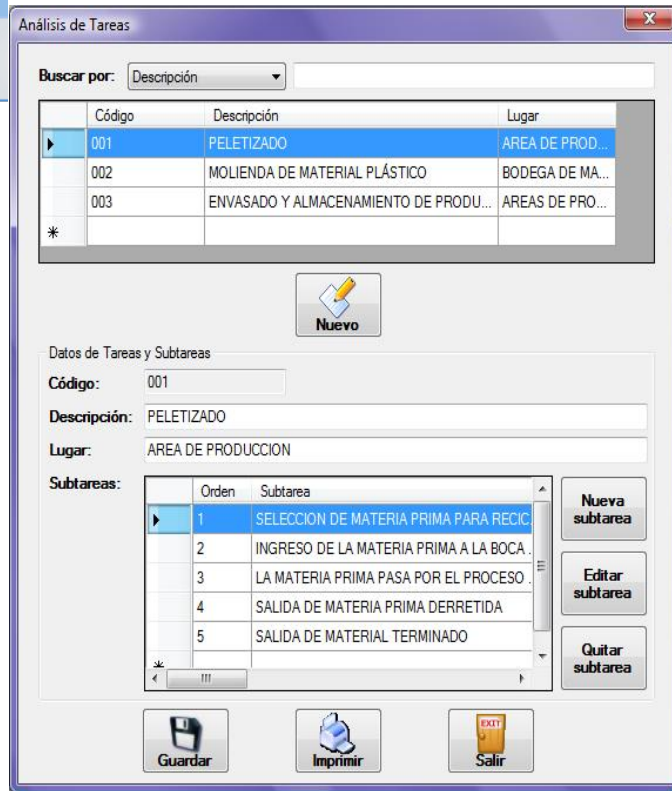 Análisis de Tareas
Buscar por: Descripción
Código Descripción Lugar
001 PELETIZADO AREA DE PROD...
002 MOLIENDA DE MATERIAL PLÁSTICO BODEGA DE MA...
003 ENVASADO Y ALMACENAMIENTO DE PRODU... AREAS DE PRO...
Nuevo
Datos de Tareas y Subtareas
Código: 001
Descripción: PELETIZADO
Lugar: AREA DE PRODUCCION
Subtareas:
Orden Subtarea
1 SELECCION DE MATERIA PRIMA PARA RECIC.
2 INGRESO DE LA MATERIA PRIMA A LA BOCA .
3 LA MATERIA PRIMA PASA POR EL PROCESO .
4 SALIDA DE MATERIA PRIMA DERRETIDA
5 SALIDA DE MATERIAL TERMINADO
Nueva
subtarea
Editar
subtarea
Quitar
subtarea
Guardar
Imprimir
EXIT
Salir